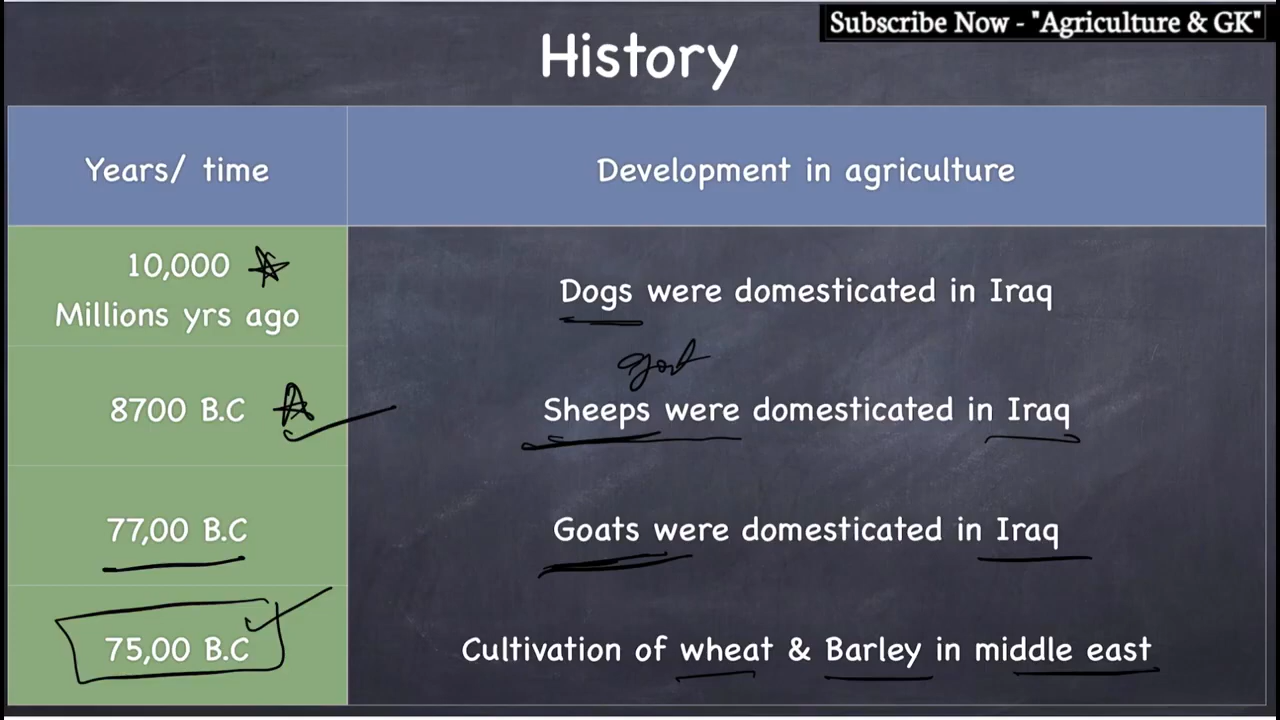 Subscribe Now - "Agriculture & GK"
History
Years/ time
Development in agriculture
10,000
Millions yrs ago
Dogs were domesticated in Iraq
8700 B.C
Sheeps were domesticated in Iraq
77,00 B.C
Goats were domesticated in Iraq
75,00 B.C
Cultivation of wheat & Barley in middle east